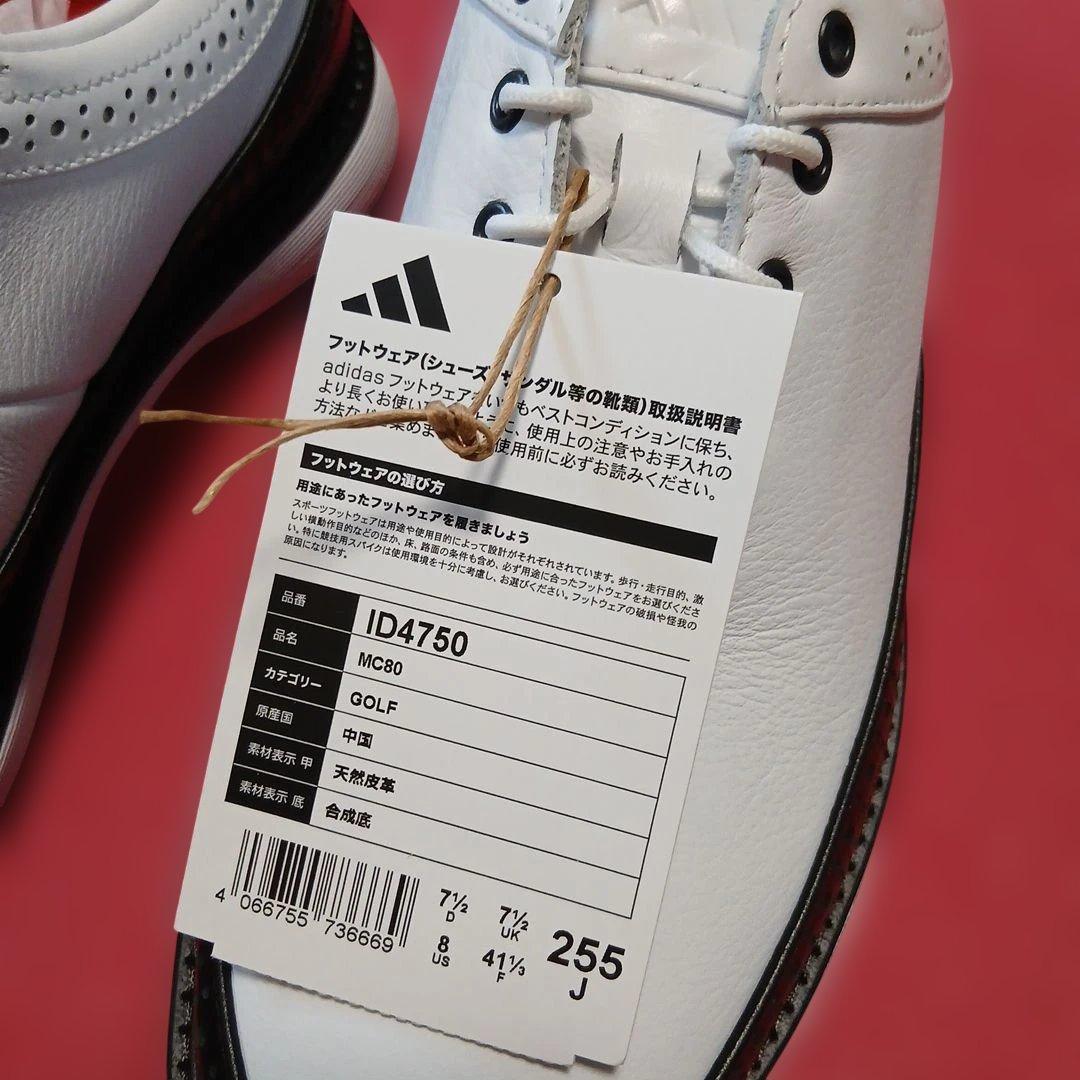 フットウェア(シューズ ンダル等の靴類)取扱説明書
adidas フットウェア い もベストコンディションに保ち、
より長くお使い に、使用上の注意やお手入れの
方法など 集め 使用前に必ずお読みください。
フットウェアの選び方
用途にあったフットウェアを履きましょう
スポーツフットウェアは用途や使用目的によって設計がそれぞれされています。歩行・走行目的、激
しい横動作目的などのほか、床、路面の条件も含め、必ず用途に合ったフットウェアをお選びくださ
い。特に競技用スパイクは使用環境を十分に考慮し、お選びください。フットウェアの破損や怪我の
原因になります。
品番 ID4750
品名 MC80
カテゴリー GOLF
原産国 中国
素材表示 甲 天然皮革
素材表示 底 合成底
4 066755 736669
7½ D
7½ UK
8 US
41⅓ F
255 J